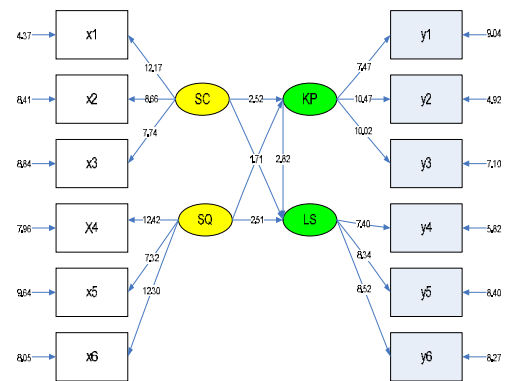 4.37 x1 y1 9.04
12.17 7.47
8.41 x2 8.66 SC 2.52 KP 10.47 y2 4.92
7.74 10.02
8.84 x3 1.71 2.62 y3 7.10
7.96 X4 12.42 SQ 2.51 LS 7.40 y4 5.82
7.32 8.34
9.64 x5 12.30 8.52 y5 8.40
8.05 x6 y6 8.27